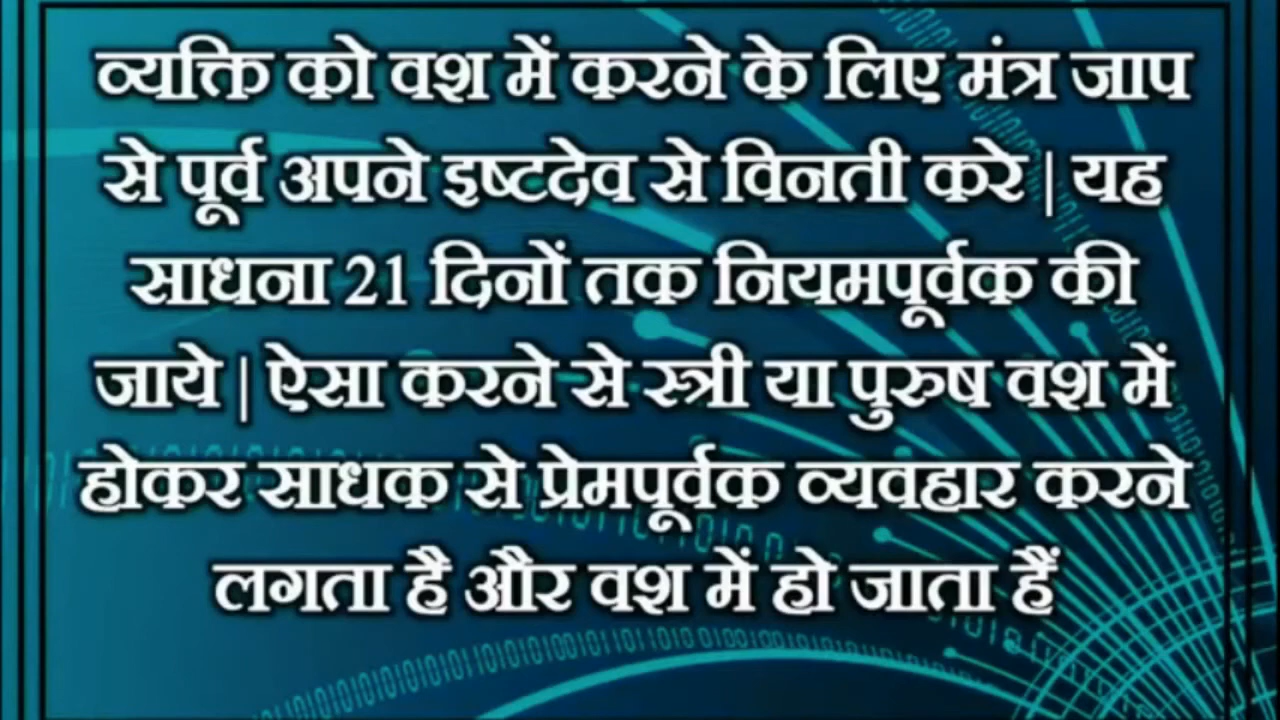 व्यक्ति को वश में करने के लिए मंत्र जाप
से पूर्व अपने इष्टदेव से विनती करे | यह
साधना 21 दिनों तक नियमपूर्वक की
जाये | ऐसा करने से स्त्री या पुरुष वश में
होकर साधक से प्रेमपूर्वक व्यवहार करने
लगता है और वश में हो जाता हैं